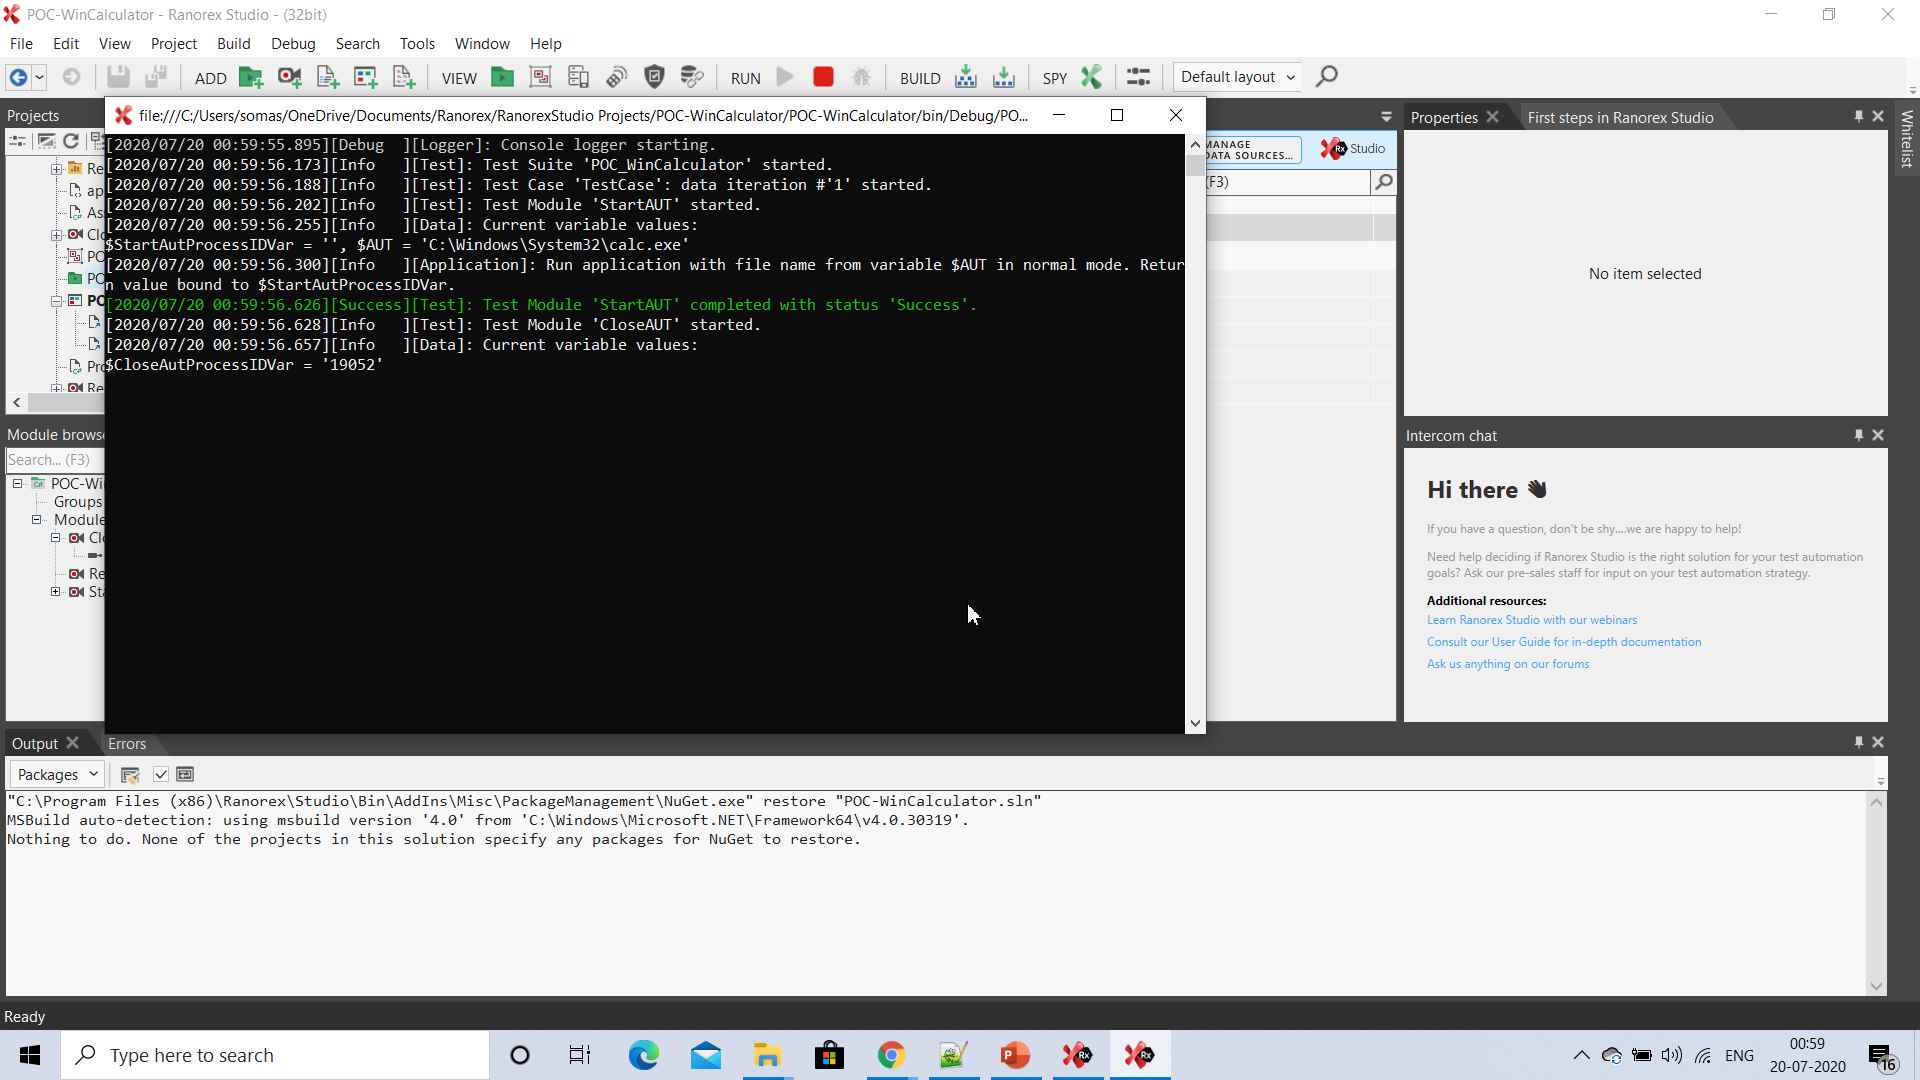 POC-WinCalculator - Ranorex Studio - (32bit)
File Edit View Project Build Debug Search Tools Window Help
ADD VIEW RUN BUILD SPY Default layout
Projects
file:///C:/Users/somas/OneDrive/Documents/Ranorex/RanorexStudio Projects/POC-WinCalculator/POC-WinCalculator/bin/Debug/PO...
[2020/07/20 00:59:55.895][Debug  ][Logger]: Console logger starting.
[2020/07/20 00:59:56.173][Info   ][Test]: Test Suite 'POC_WinCalculator' started.
[2020/07/20 00:59:56.188][Info   ][Test]: Test Case 'TestCase': data iteration #'1' started.
[2020/07/20 00:59:56.202][Info   ][Test]: Test Module 'StartAUT' started.
[2020/07/20 00:59:56.255][Info   ][Data]: Current variable values:
$StartAutProcessIDVar = '', $AUT = 'C:\Windows\System32\calc.exe'
[2020/07/20 00:59:56.300][Info   ][Application]: Run application with file name from variable $AUT in normal mode. Retur
n value bound to $StartAutProcessIDVar.
[2020/07/20 00:59:56.626][Success][Test]: Test Module 'StartAUT' completed with status 'Success'.
[2020/07/20 00:59:56.628][Info   ][Test]: Test Module 'CloseAUT' started.
[2020/07/20 00:59:56.657][Info   ][Data]: Current variable values:
$CloseAutProcessIDVar = '19052'
Re
ap
As
Clo
PO
PO
PO
Pro
Re
Module browse
Search... (F3)
POC-Wi
Groups
Module
Clo
Re
Sta
MANAGE
DATA SOURCES...
Studio
(F3)
Properties
First steps in Ranorex Studio
Whitelist
No item selected
Intercom chat
Hi there
If you have a question, don't be shy....we are happy to help!
Need help deciding if Ranorex Studio is the right solution for your test automation
goals? Ask our pre-sales staff for input on your test automation strategy.
Additional resources:
Learn Ranorex Studio with our webinars
Consult our User Guide for in-depth documentation
Ask us anything on our forums
Output Errors
Packages
"C:\Program Files (x86)\Ranorex\Studio\Bin\AddIns\Misc\PackageManagement\NuGet.exe" restore "POC-WinCalculator.sln"
MSBuild auto-detection: using msbuild version '4.0' from 'C:\Windows\Microsoft.NET\Framework64\v4.0.30319'.
Nothing to do. None of the projects in this solution specify any packages for NuGet to restore.
Ready
Type here to search
ENG
00:59
20-07-2020
16